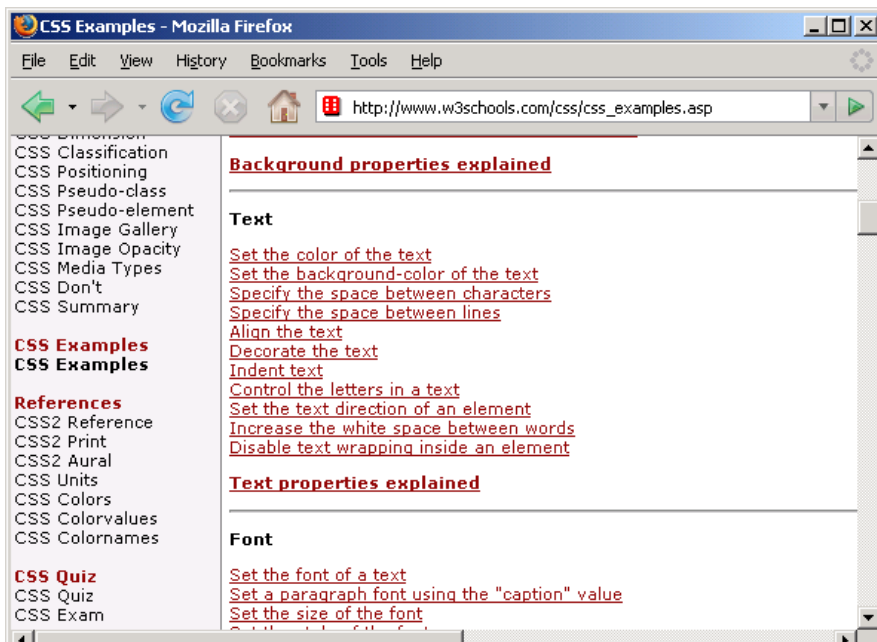 CSS Examples - Mozilla Firefox
File Edit View History Bookmarks Tools Help
http://www.w3schools.com/css/css_examples.asp
CSS Dimension
CSS Classification
CSS Positioning
CSS Pseudo-class
CSS Pseudo-element
CSS Image Gallery
CSS Image Opacity
CSS Media Types
CSS Don't
CSS Summary
CSS Examples
CSS Examples
References
CSS2 Reference
CSS2 Print
CSS2 Aural
CSS Units
CSS Colors
CSS Colorvalues
CSS Colornames
CSS Quiz
CSS Quiz
CSS Exam
Background properties explained
Text
Set the color of the text
Set the background-color of the text
Specify the space between characters
Specify the space between lines
Align the text
Decorate the text
Indent text
Control the letters in a text
Set the text direction of an element
Increase the white space between words
Disable text wrapping inside an element
Text properties explained
Font
Set the font of a text
Set a paragraph font using the "caption" value
Set the size of the font